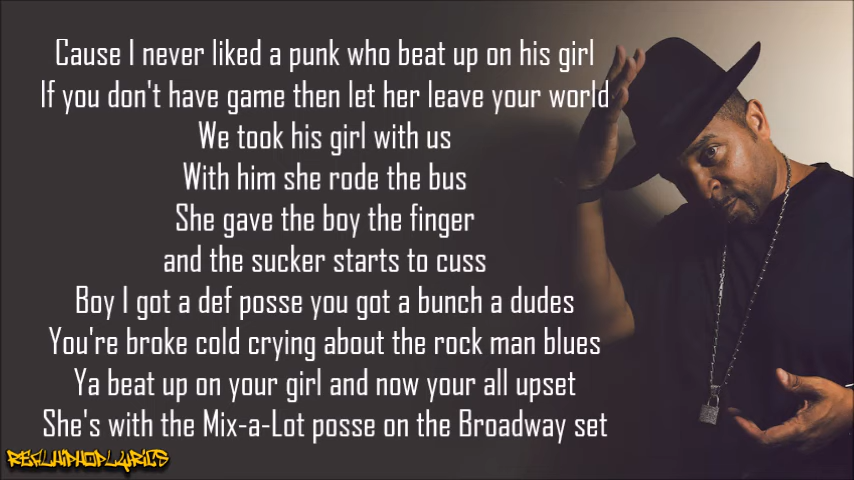 Cause I never liked a punk who beat up on his girl
If you don't have game then let her leave your world
We took his girl with us
With him she rode the bus
She gave the boy the finger
and the sucker starts to cuss
Boy I got a def posse you got a bunch a dudes
You're broke cold crying about the rock man blues
Ya beat up on your girl and now your all upset
She's with the Mix-a-Lot posse on the Broadway set
REALHIPHOPLYRICS